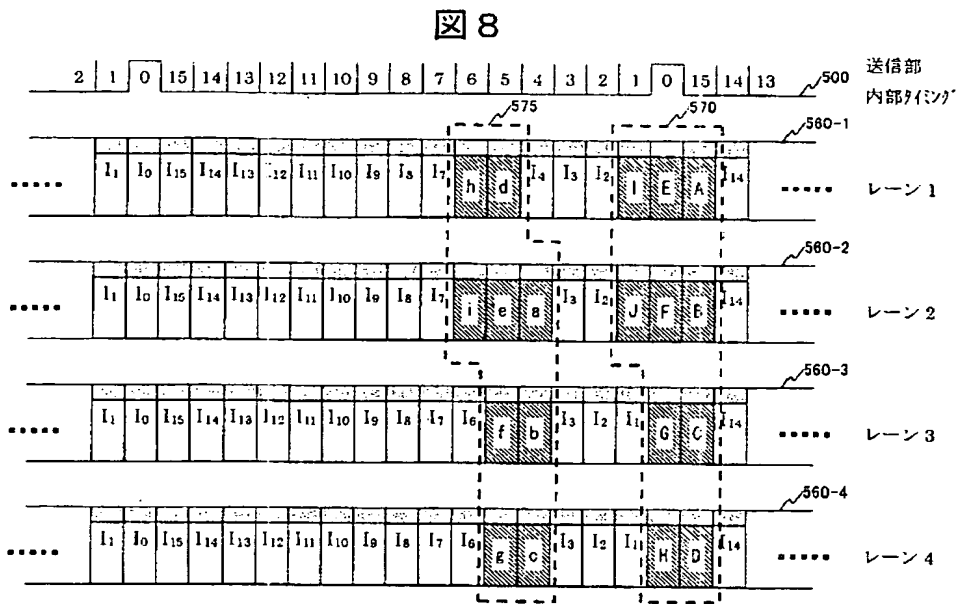 図8
2 1 0 15 14 13 12 11 10 9 8 7 6 5 4 3 2 1 0 15 14 13 500 送信部
内部タイミング
575 570
560-1
I1 I0 I15 I14 I13 I12 I11 I10 I9 I8 I7 h d I4 I3 I2 I E A I14 レーン1
560-2
I1 I0 I15 I14 I13 I12 I11 I10 I9 I8 I7 i e a I3 I2 J F B I14 レーン2
560-3
I1 I0 I15 I14 I13 I12 I11 I10 I9 I8 I7 I6 f b I3 I2 I1 G C I14 レーン3
560-4
I1 I0 I15 I14 I13 I12 I11 I10 I9 I8 I7 I6 g c I3 I2 I1 H D I14 レーン4